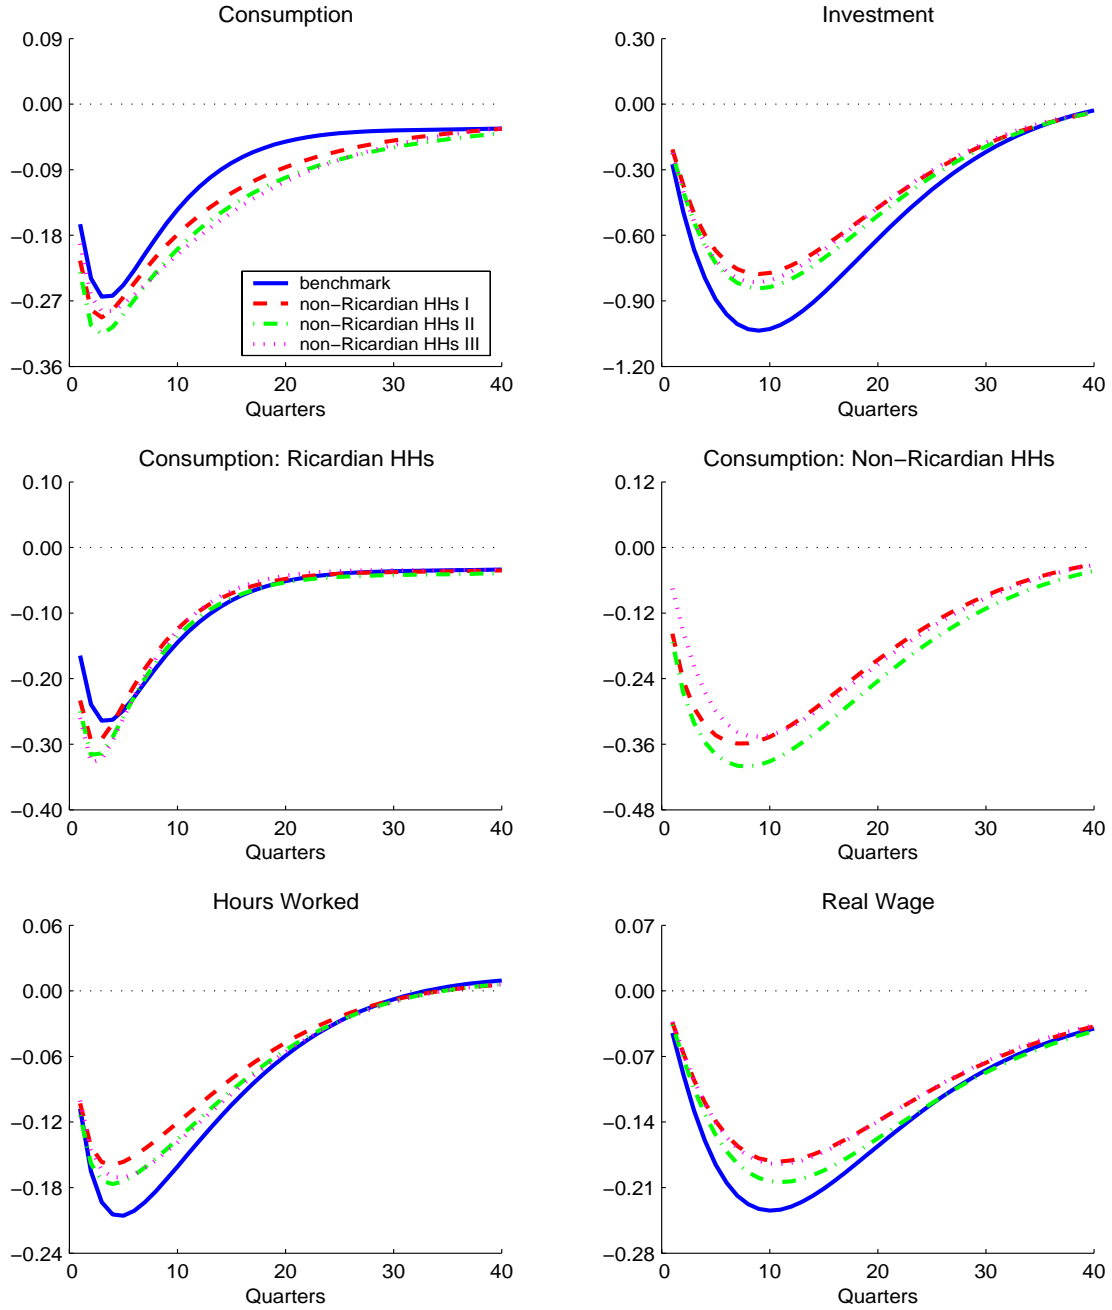 Consumption
0.09
0.00
−0.09
−0.18
−0.27
−0.36
0 10 20 30 40
Quarters
benchmark
non−Ricardian HHs I
non−Ricardian HHs II
non−Ricardian HHs III
Investment
0.30
0.00
−0.30
−0.60
−0.90
−1.20
0 10 20 30 40
Quarters
Consumption: Ricardian HHs
0.10
0.00
−0.10
−0.20
−0.30
−0.40
0 10 20 30 40
Quarters
Consumption: Non−Ricardian HHs
0.12
0.00
−0.12
−0.24
−0.36
−0.48
0 10 20 30 40
Quarters
Hours Worked
0.06
0.00
−0.06
−0.12
−0.18
−0.24
0 10 20 30 40
Quarters
Real Wage
0.07
0.00
−0.07
−0.14
−0.21
−0.28
0 10 20 30 40
Quarters